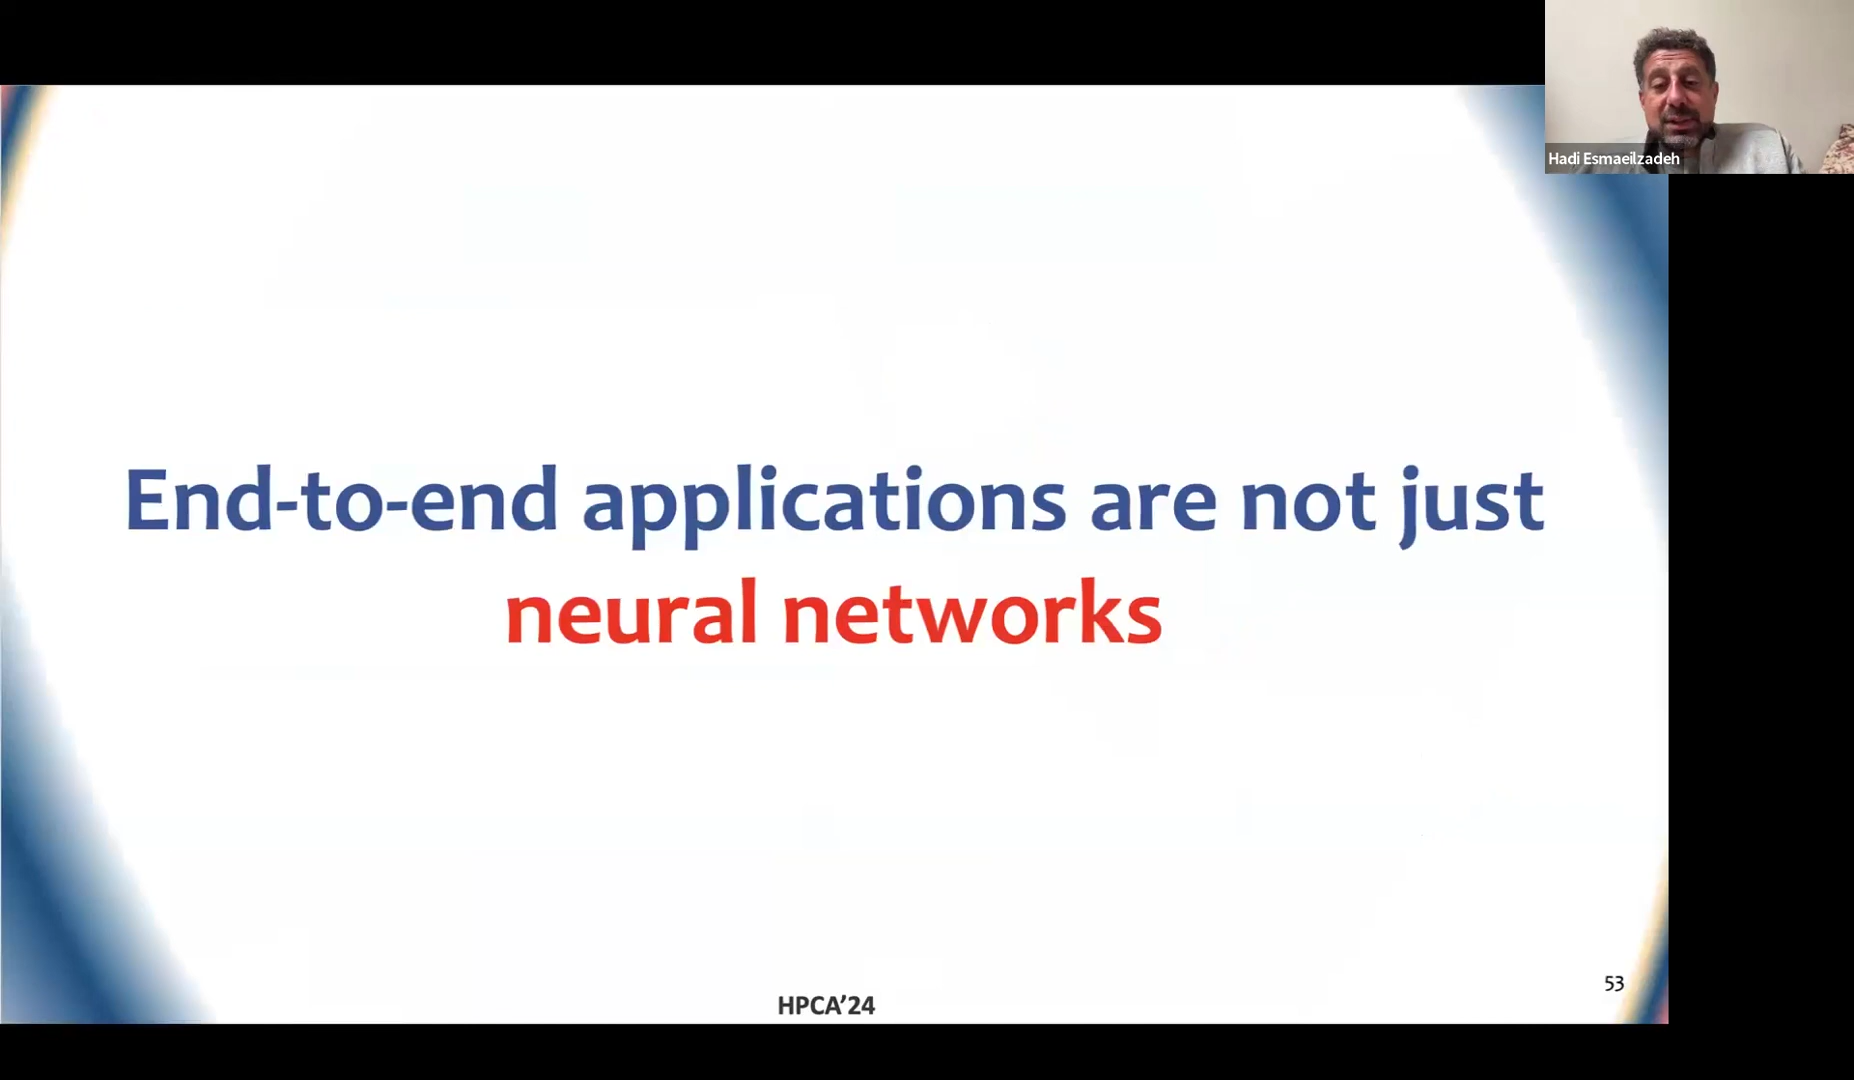 Hadi Esmaeilzadeh
End-to-end applications are not just
neural networks
53
HPCA’24